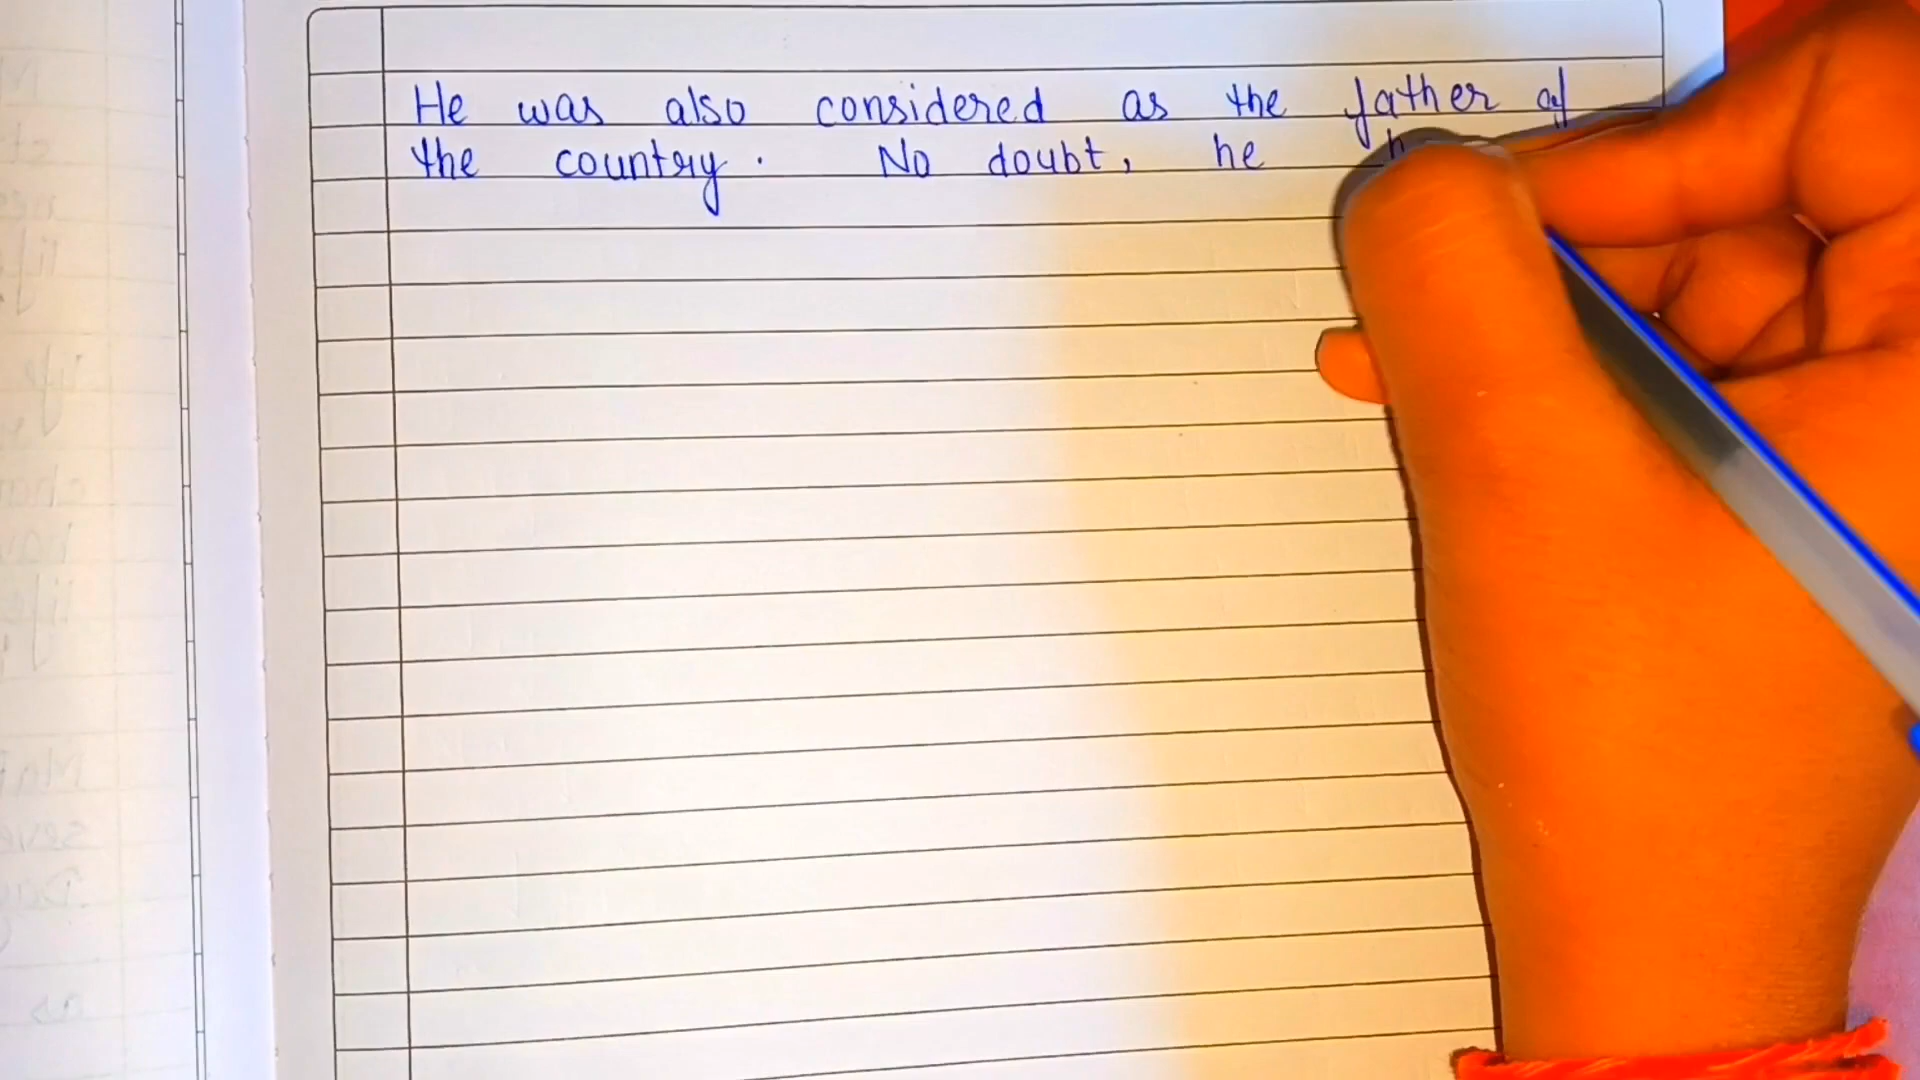 He was also considered as the father of
the country. No doubt, he